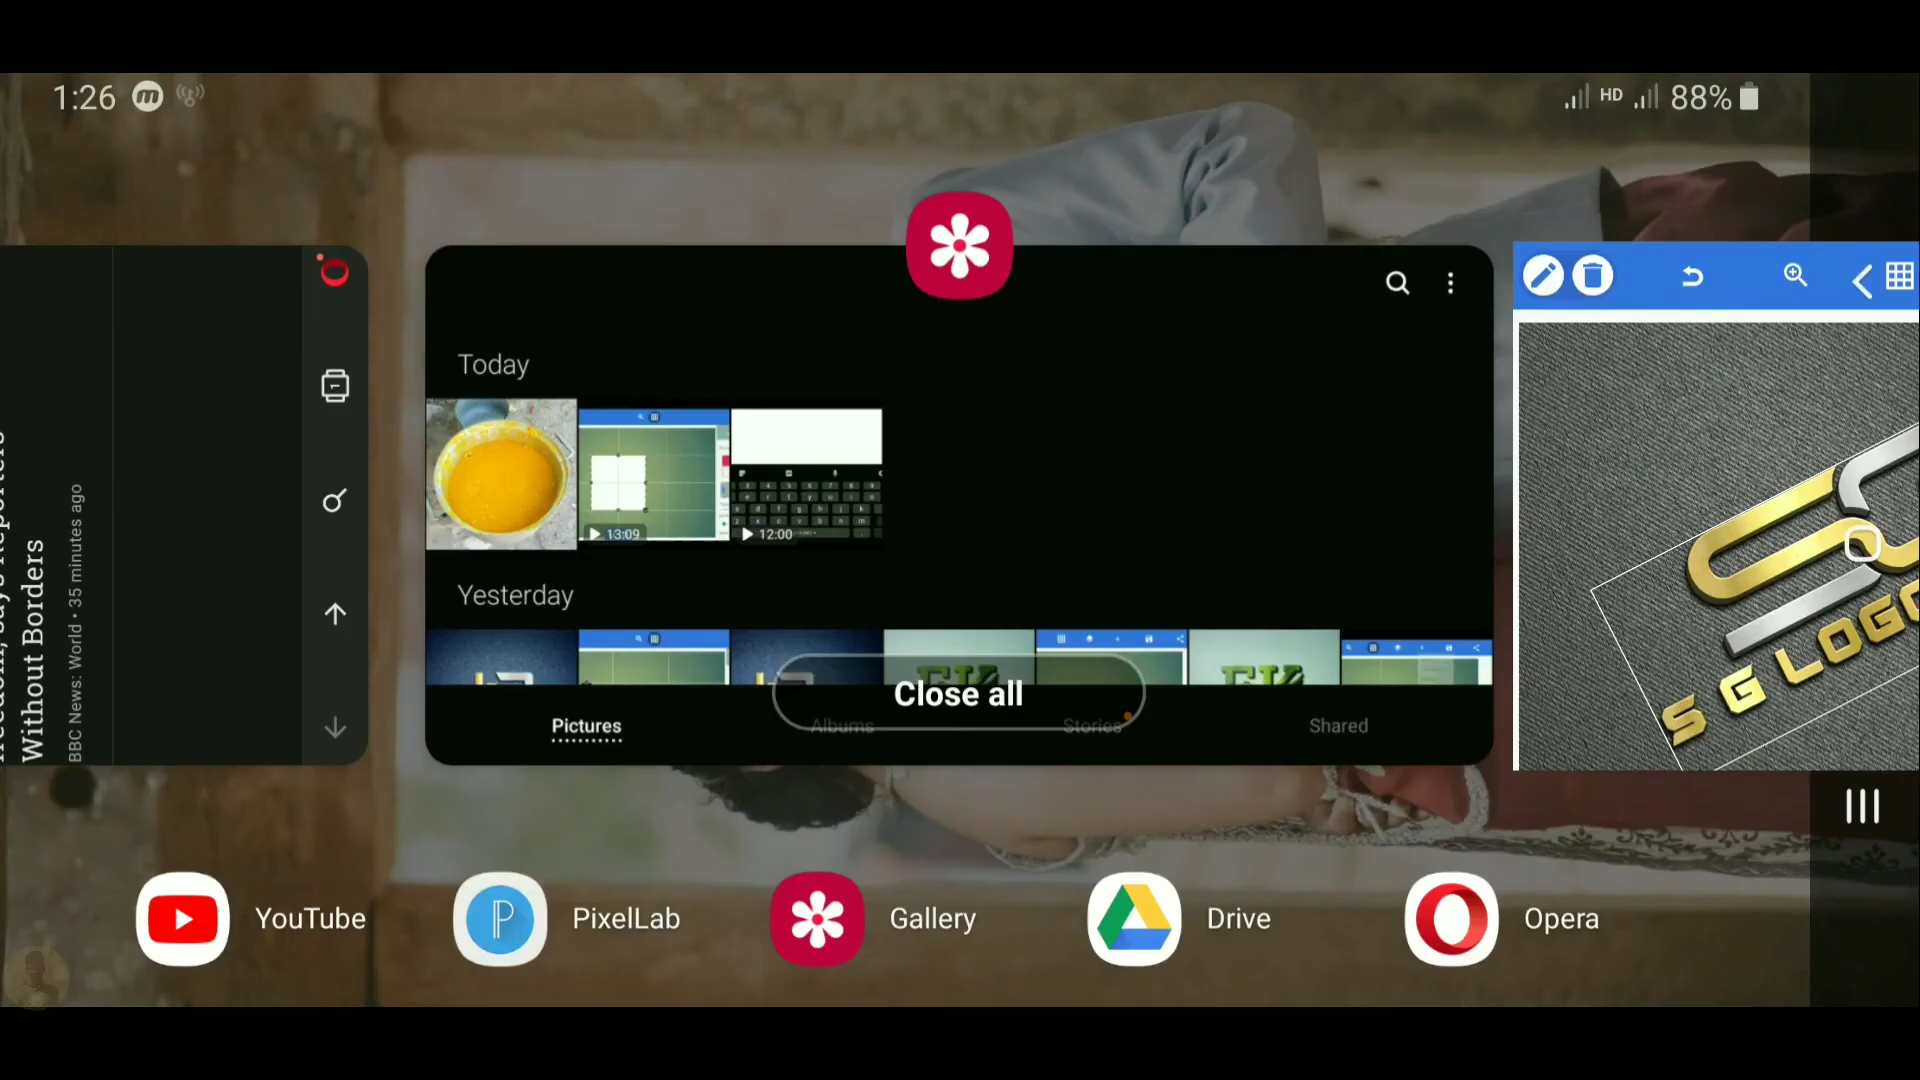 1:26
HD
88%
Without Borders
BBC News: World • 35 minutes ago
Today
13:09
12:00
Yesterday
Close all
Pictures
Albums
Stories
Shared
S G LOGO
YouTube
PixelLab
Gallery
Drive
Opera